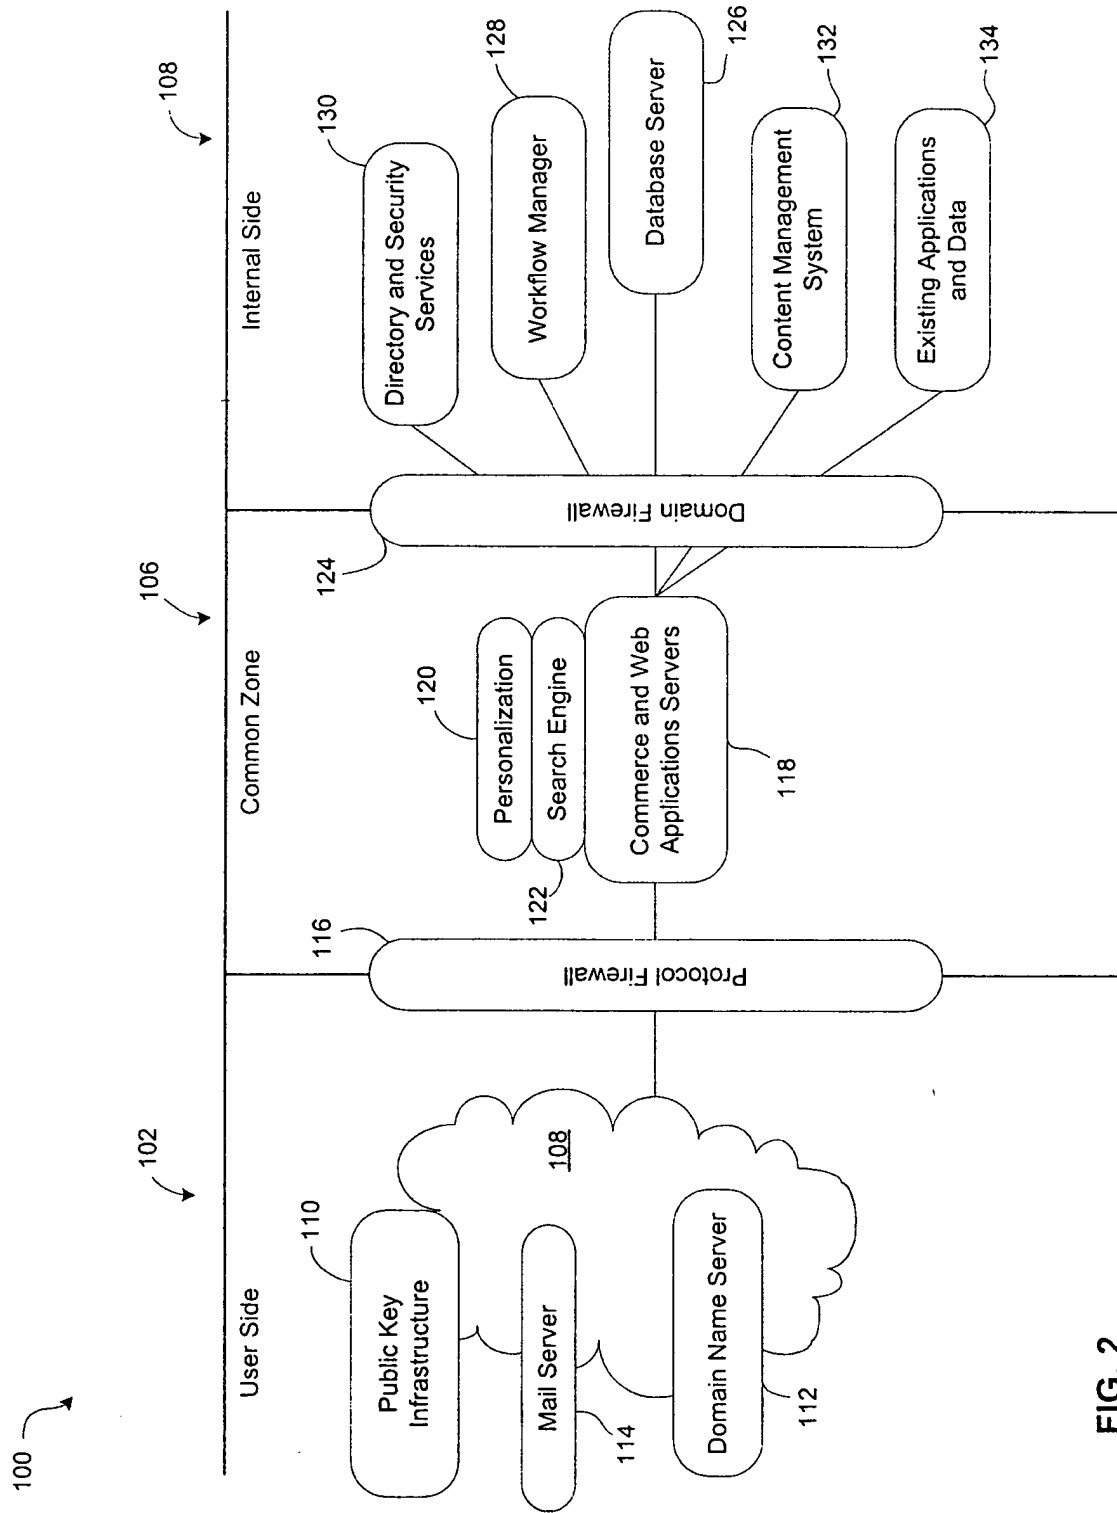 100
102
106
108
User Side
Common Zone
Internal Side
110
Public Key
Infrastructure
108
Mail Server
114
Domain Name Server
112
116
Protocol Firewall
120
Personalization
Search Engine
122
Commerce and Web
Applications Servers
118
124
Domain Firewall
130
Directory and Security
Services
128
Workflow Manager
Database Server
126
132
Content Management
System
134
Existing Applications
and Data
FIG. 2